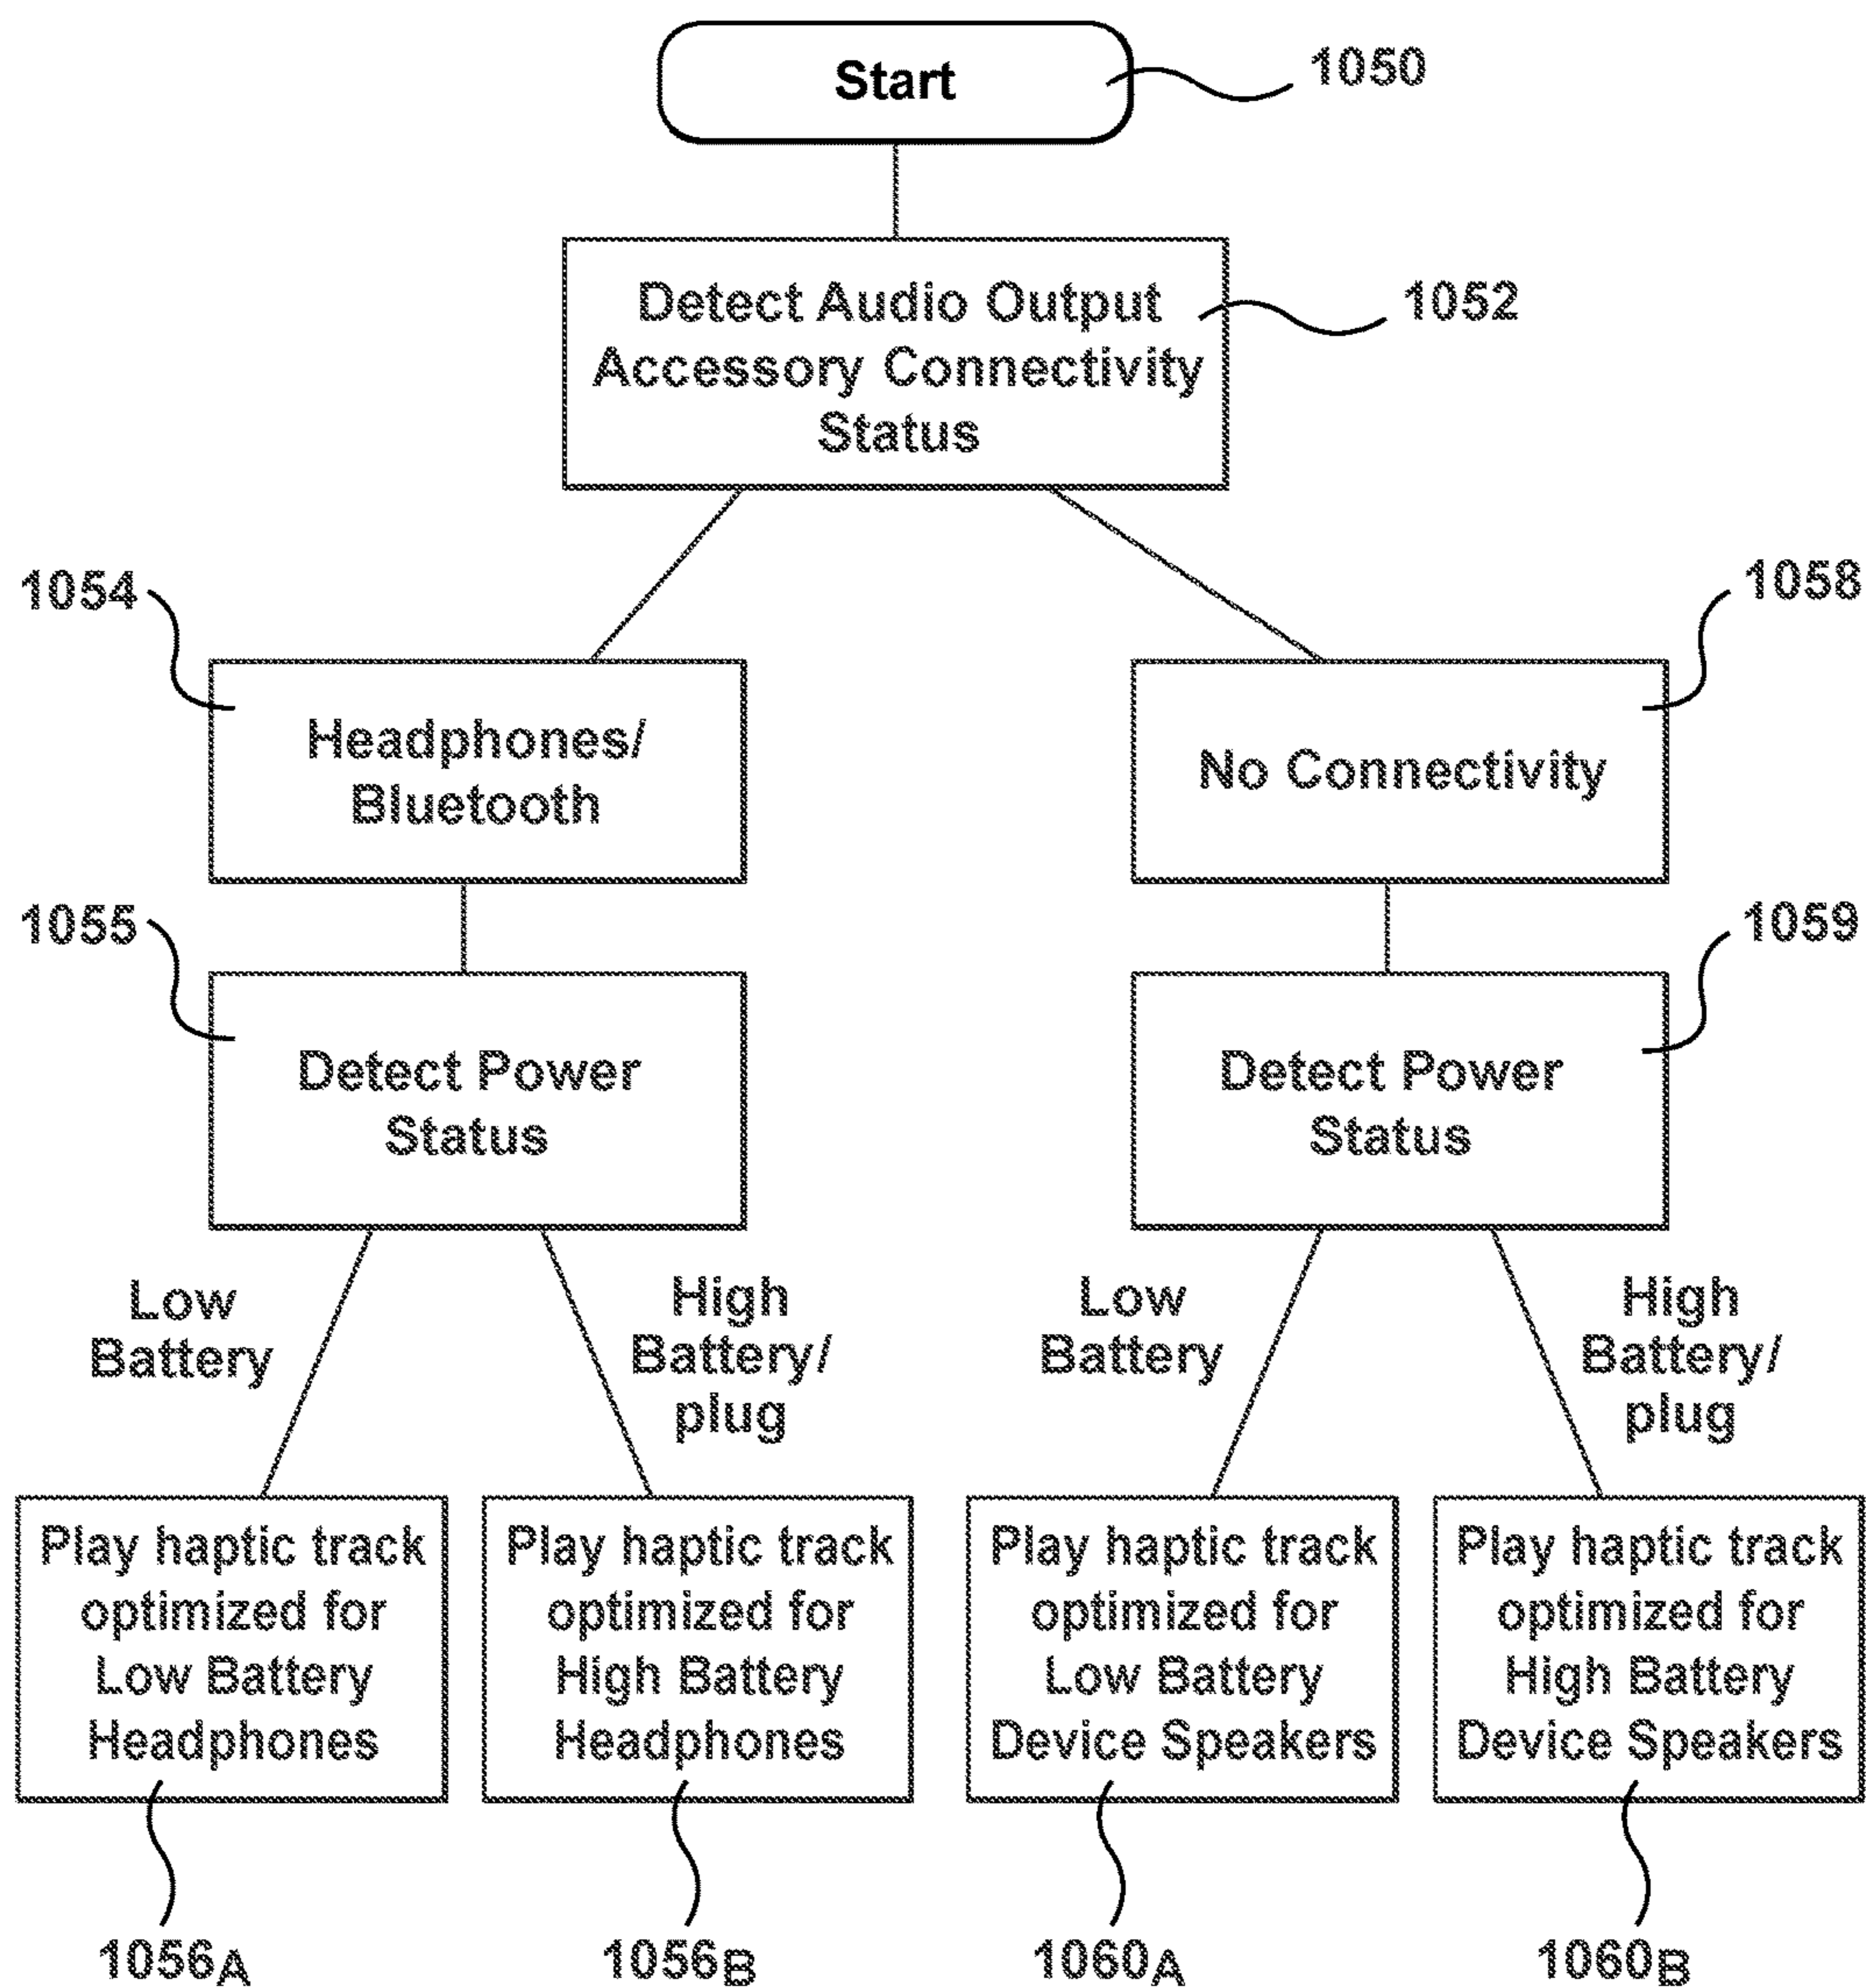 Start
1050
Detect Audio Output
Accessory Connectivity
Status
1052
1054
1058
Headphones/
Bluetooth
No Connectivity
1055
1059
Detect Power
Status
Detect Power
Status
Low
Battery
High
Battery/
plug
Low
Battery
High
Battery/
plug
Play haptic track
optimized for
Low Battery
Headphones
Play haptic track
optimized for
High Battery
Headphones
Play haptic track
optimized for
Low Battery
Device Speakers
Play haptic track
optimized for
High Battery
Device Speakers
1056A
1056B
1060A
1060B